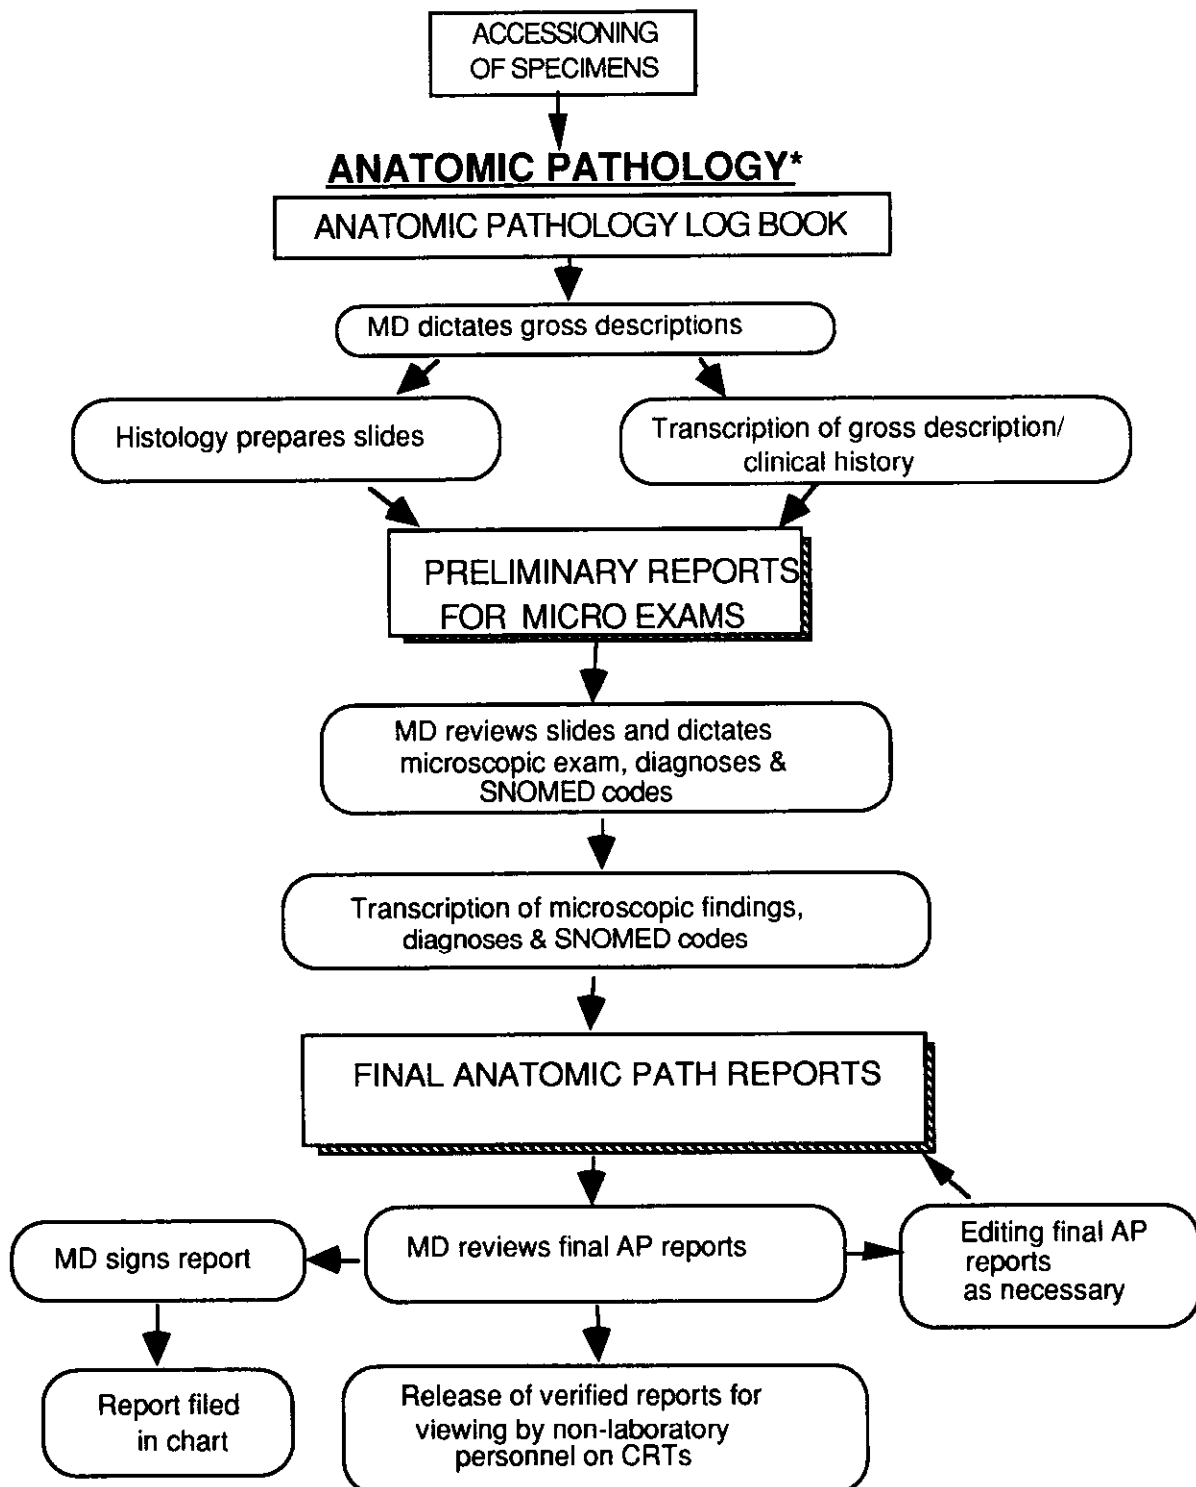 ACCESSIONING
OF SPECIMENS
ANATOMIC PATHOLOGY*
ANATOMIC PATHOLOGY LOG BOOK
MD dictates gross descriptions
Histology prepares slides
Transcription of gross description/
clinical history
PRELIMINARY REPORTS
FOR MICRO EXAMS
MD reviews slides and dictates
microscopic exam, diagnoses &
SNOMED codes
Transcription of microscopic findings,
diagnoses & SNOMED codes
FINAL ANATOMIC PATH REPORTS
MD signs report
MD reviews final AP reports
Editing final AP
reports
as necessary
Report filed
in chart
Release of verified reports for
viewing by non-laboratory
personnel on CRTs